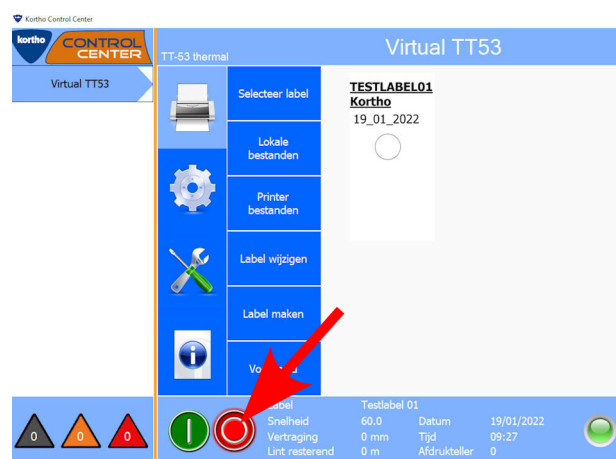 Kortho Control Center
kortho
CONTROL
CENTER
TT-53 thermal
Virtual TT53
Virtual TT53
Selecteer label
Lokale
bestanden
Printer
bestanden
Label wijzigen
Label maken
TESTLABEL01
Kortho
19_01_2022
0
0
0
Label
Testlabel 01
Snelheid
60.0
Datum
19/01/2022
Vertraging
0 mm
Tijd
09:27
Lint resterend
0 m
Afdrukteller
0